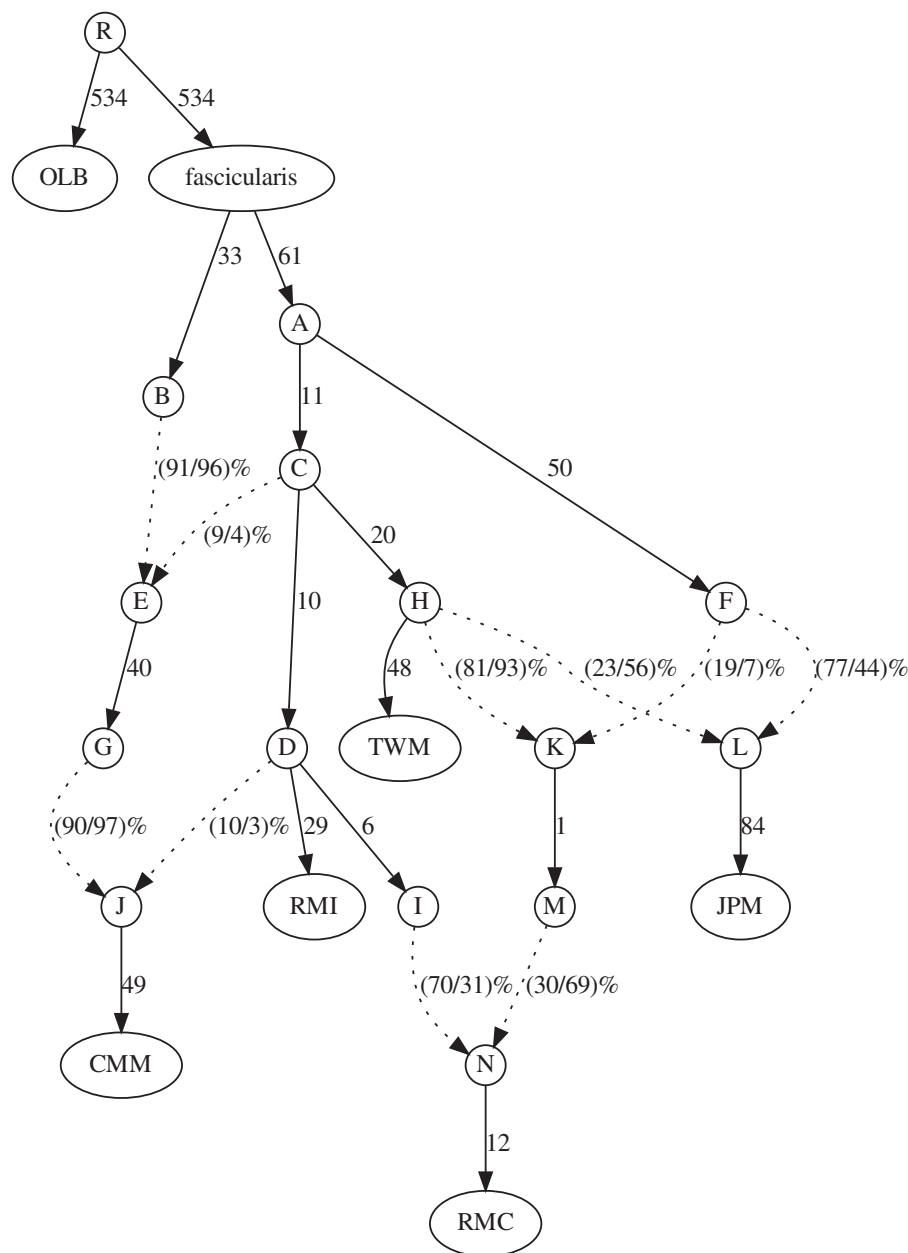 R
534
534
OLB
fascicularis
33
61
A
B
11
(91/96)%
C
50
(9/4)%
20
10
E
H
F
40
48
(81/93)%
(23/56)%
(19/7)%
(77/44)%
G
D
TWM
K
L
(90/97)%
(10/3)%
29
6
1
84
J
RMI
I
M
JPM
49
(70/31)%
(30/69)%
CMM
N
12
RMC